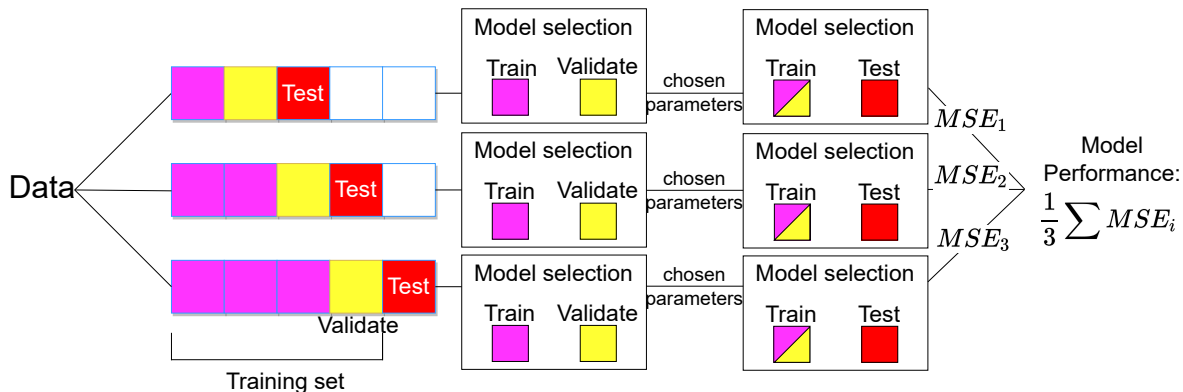 Data
Test
Model selection
Train Validate
chosen
parameters
Model selection
Train Test
MSE₁
Test
Model selection
Train Validate
chosen
parameters
Model selection
Train Test
MSE₂
Test
Validate
Training set
Model selection
Train Validate
chosen
parameters
Model selection
Train Test
MSE₃
Model
Performance:
1/3 ∑ MSEᵢ